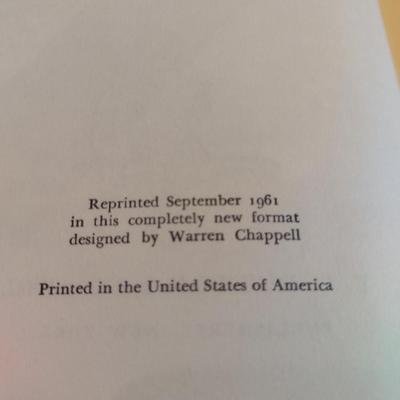 Reprinted September 1961
in this completely new format
designed by Warren Chappell
Printed in the United States of America